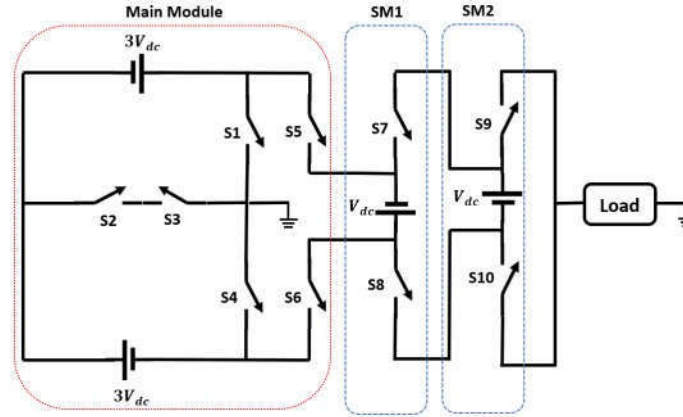 Main Module
SM1
SM2
3V_dc
S1
S5
S7
S9
S2
S3
V_dc
V_dc
Load
S4
S6
S8
S10
3V_dc